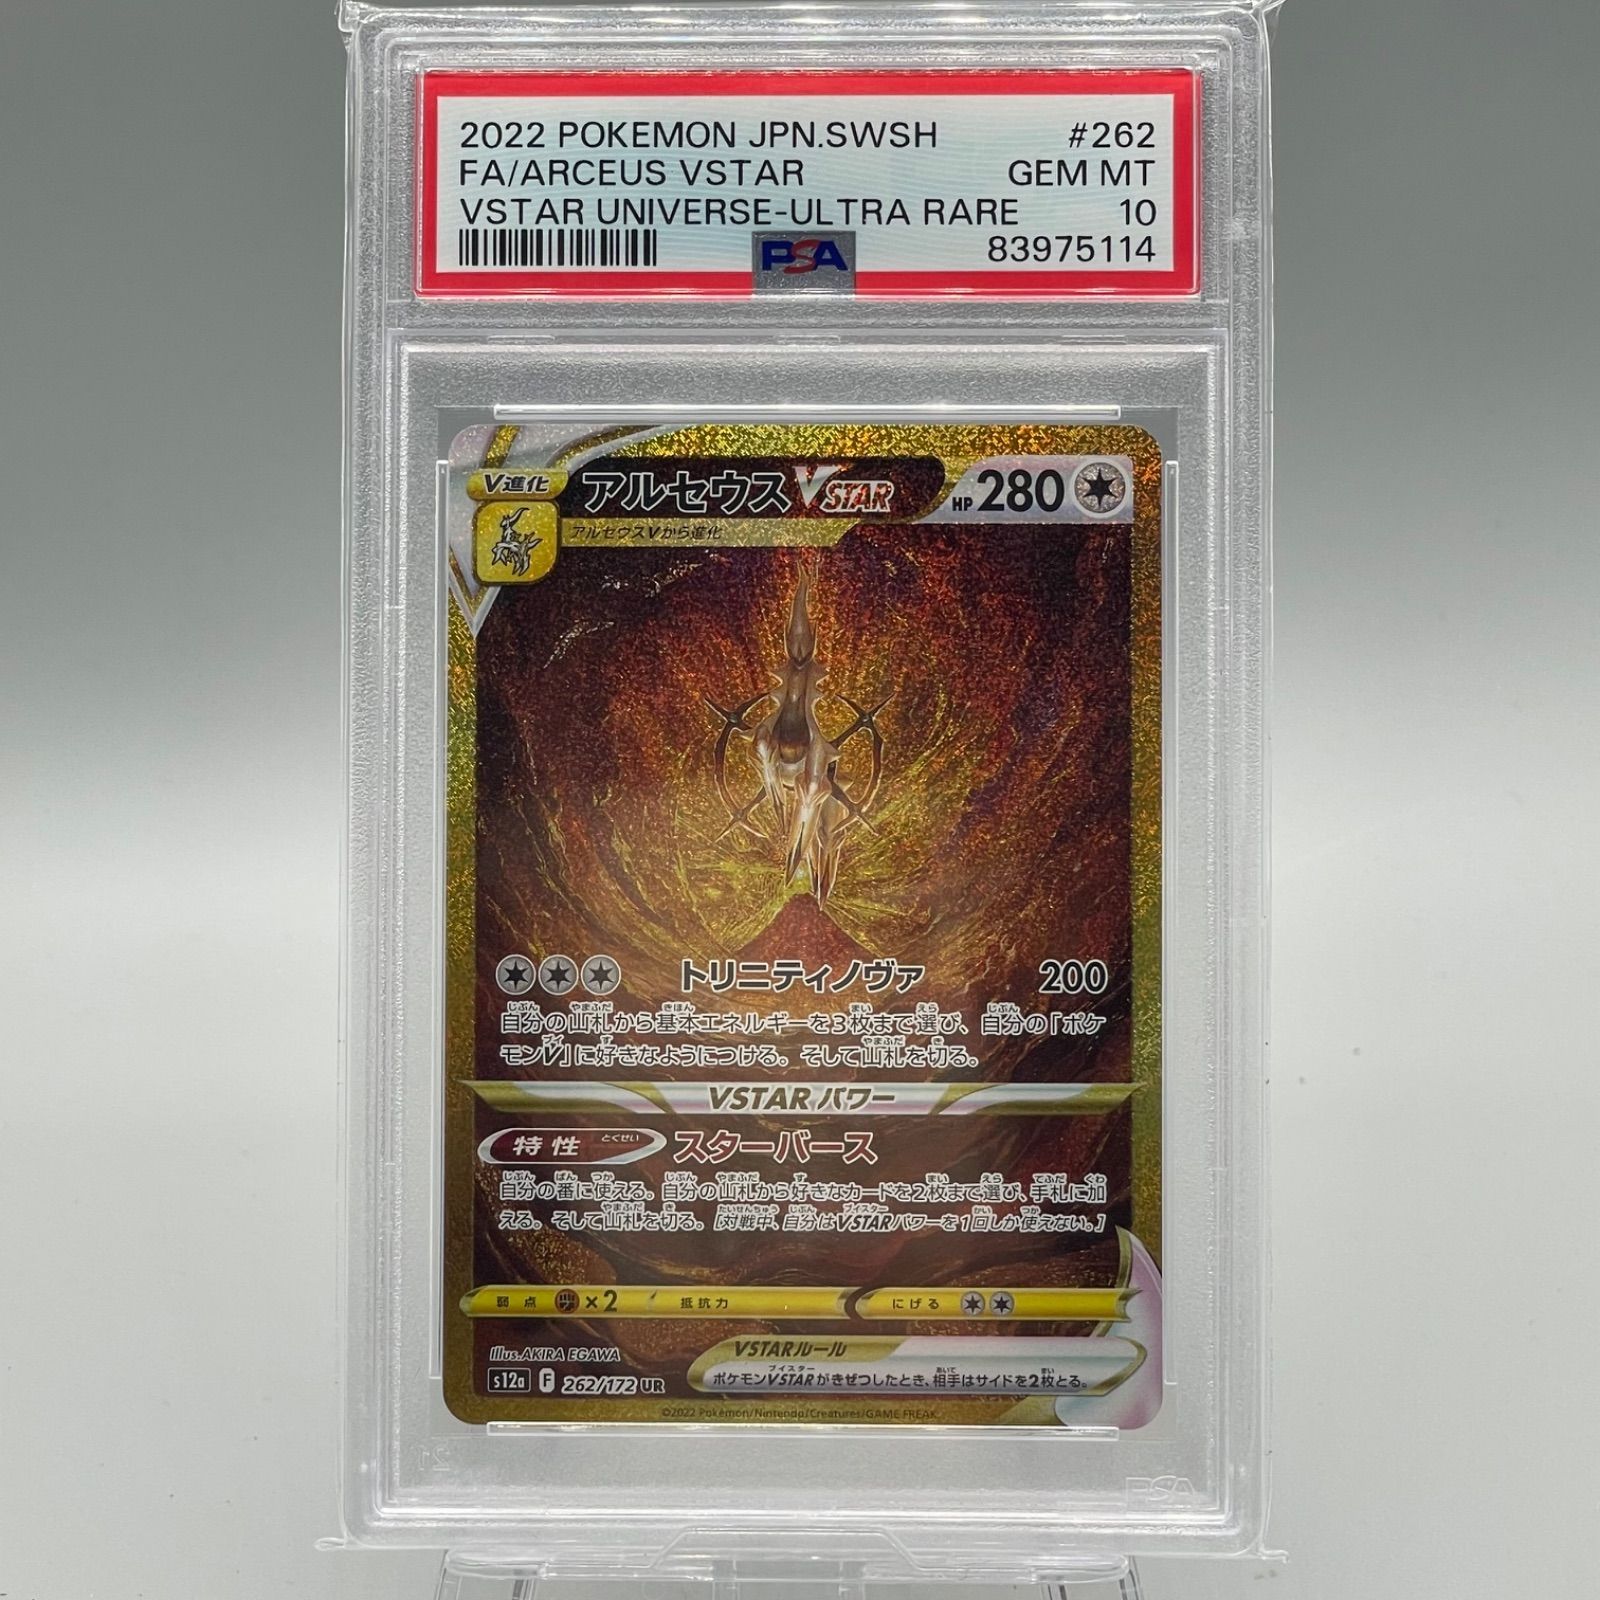 2022 POKEMON JPN.SWSH #262
FA/ARCEUS VSTAR GEM MT
VSTAR UNIVERSE-ULTRA RARE 10
PSA 83975114
V進化 アルセウス VSTAR HP 280
アルセウスVから進化
トリニティノヴァ 200
自分の山札から基本エネルギーを3枚まで選び、自分の「ポケ
モンV」に好きなようにつける。そして山札を切る。
VSTARパワー
特性 とくせい スターバース
自分の番に使える。自分の山札から好きなカードを2枚まで選び、手札に加
える。そして山札を切る。[対戦中、自分はVSTARパワーを1回しか使えない。]
弱点 ×2 抵抗力 にげる
Illus. AKIRA EGAWA
VSTARルール
ポケモンVSTARがきぜつしたとき、相手はサイドを2枚とる。
s12a F 262/172 UR
©2022 Pokémon/Nintendo/Creatures/GAME FREAK
PSA